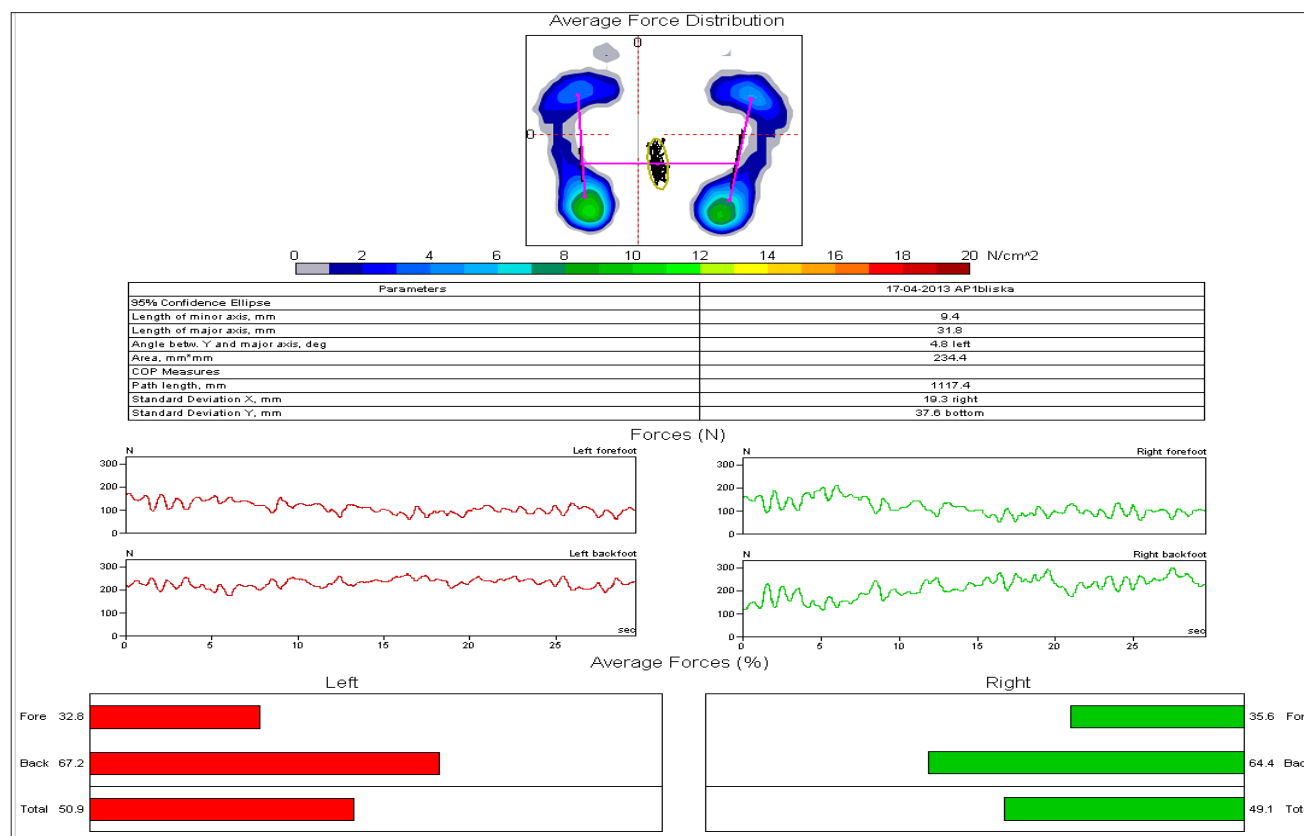 Average Force Distribution
0
0
0 2 4 6 8 10 12 14 16 18 20 N/cm^2
Parameters 17-04-2013 AP1bliska
95% Confidence Ellipse
Length of minor axis, mm 9.4
Length of major axis, mm 31.8
Angle betw. Y and major axis, deg 4.8 left
Area, mm*mm 234.4
COP Measures
Path length, mm 1117.4
Standard Deviation X, mm 19.3 right
Standard Deviation Y, mm 37.6 bottom
Forces (N)
N Left forefoot N Right forefoot
300 300
200 200
100 100
0 0
N Left backfoot N Right backfoot
300 300
200 200
100 100
0 sec 0 sec
0 5 10 15 20 25 0 5 10 15 20 25
Average Forces (%)
Left Right
Fore 32.8 35.6 For
Back 67.2 64.4 Bac
Total 50.9 49.1 Tota